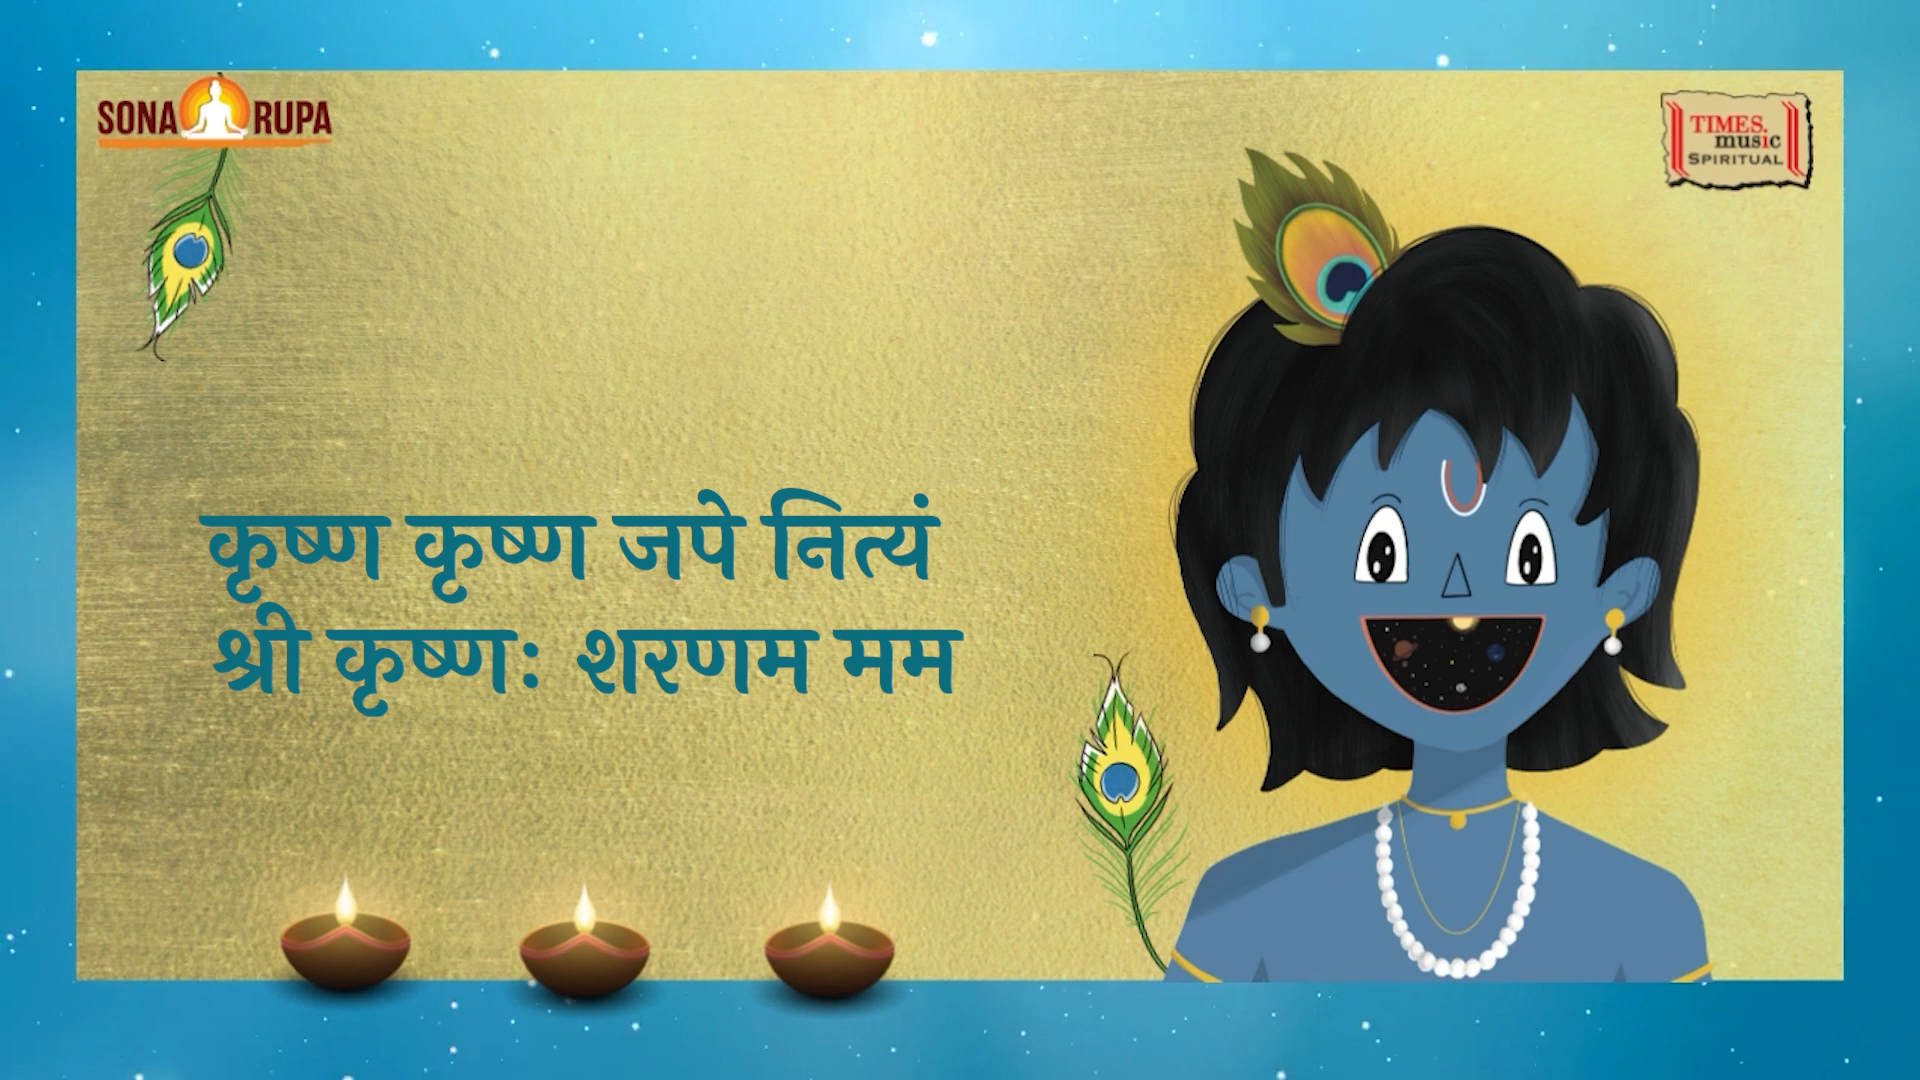 SONA RUPA
TIMES.
music
SPIRITUAL
कृष्ण कृष्ण जपे नित्यं
श्री कृष्णः शरणम मम